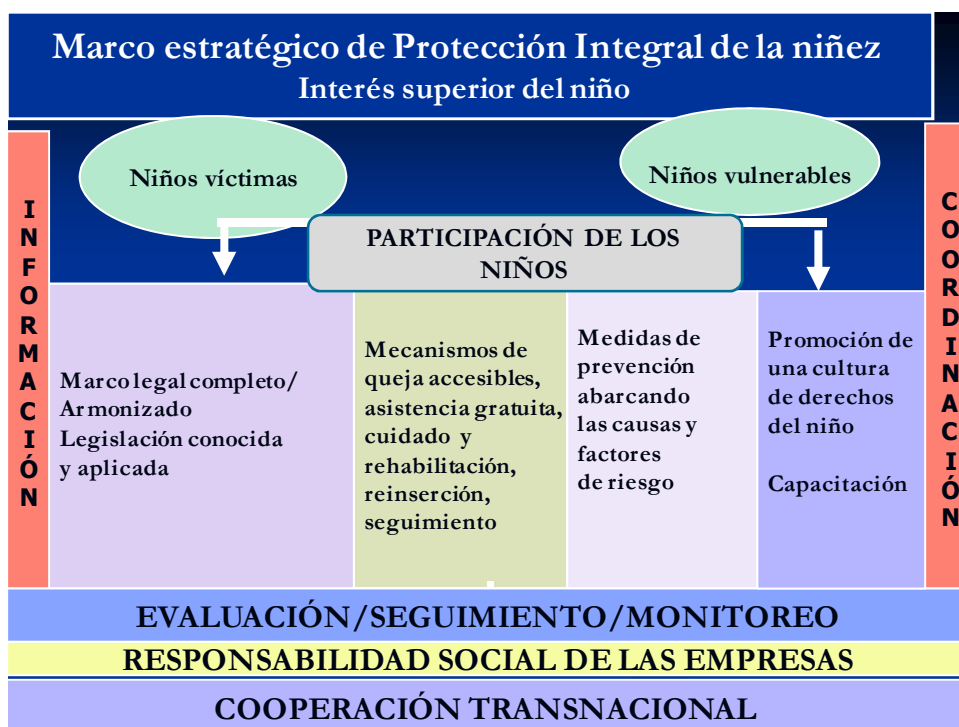 Marco estratégico de Protección Integral de la niñez
Interés superior del niño
Niños víctimas
Niños vulnerables
PARTICIPACIÓN DE LOS
NIÑOS
INFORMACIÓN
Marco legal completo/
Armonizado
Legislación conocida
y aplicada
Mecanismos de
queja accesibles,
asistencia gratuita,
cuidado y
rehabilitación,
reinserción,
seguimiento
Medidas de
prevención
abarcando
las causas y
factores
de riesgo
Promoción de
una cultura
de derechos
del niño
Capacitación
COORDINACIÓN
EVALUACIÓN/SEGUIMIENTO/MONITOREO
RESPONSABILIDAD SOCIAL DE LAS EMPRESAS
COOPERACIÓN TRANSNACIONAL